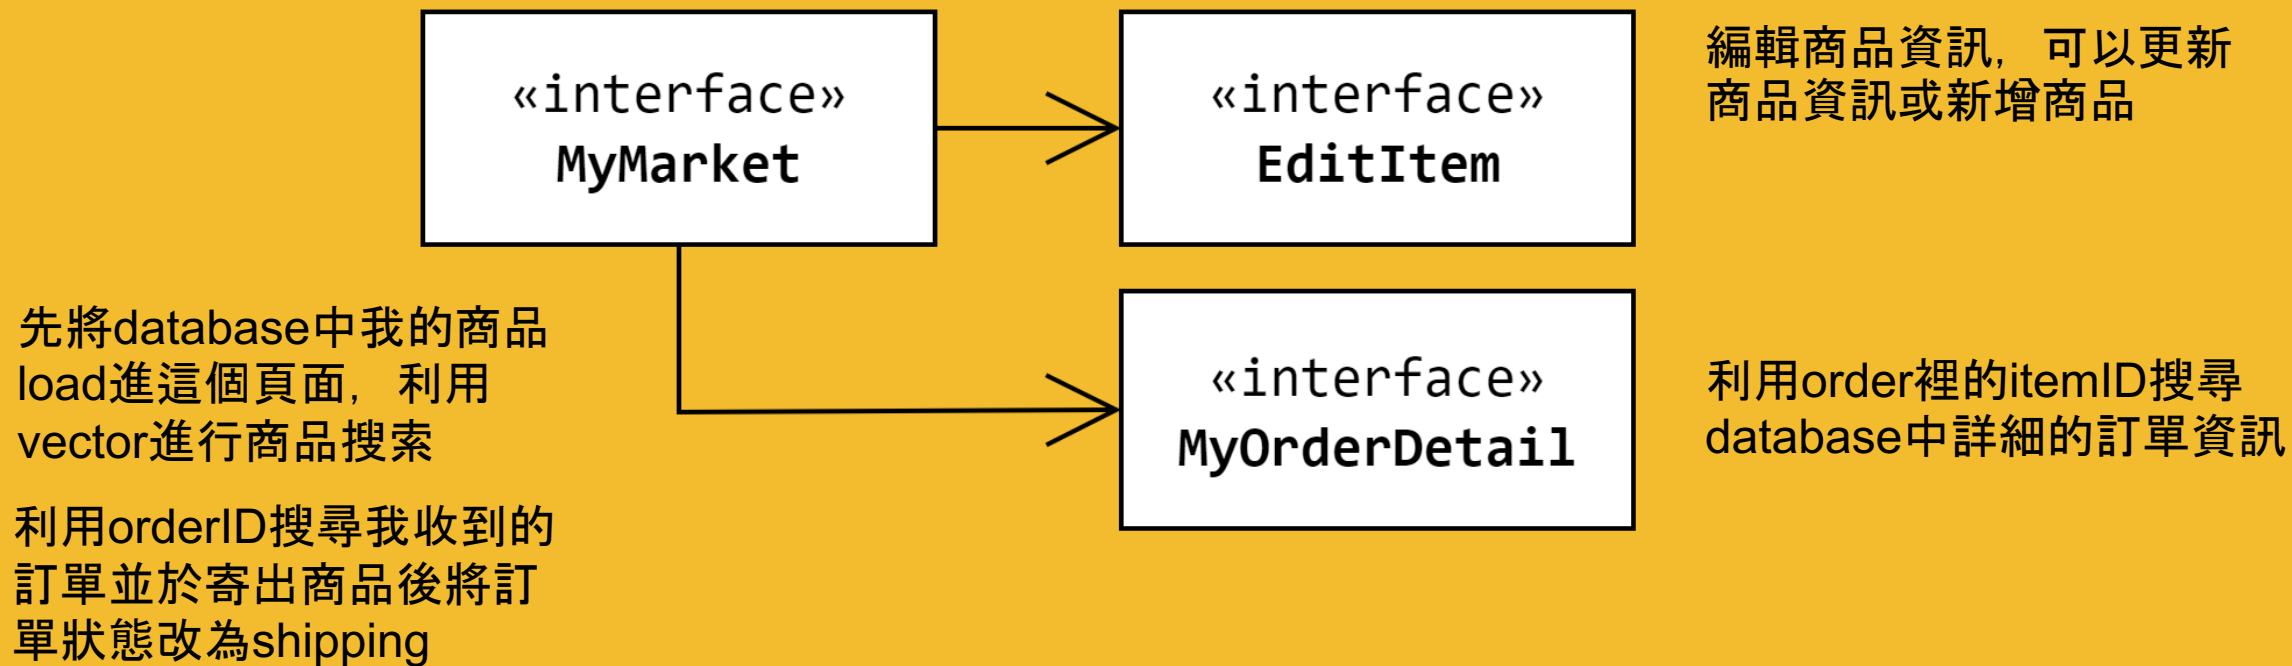 «interface»
MyMarket
«interface»
EditItem
編輯商品資訊，可以更新
商品資訊或新增商品
先將database中我的商品
load進這個頁面，利用
vector進行商品搜索
利用orderID搜尋我收到的
訂單並於寄出商品後將訂
單狀態改為shipping
«interface»
MyOrderDetail
利用order裡的itemID搜尋
database中詳細的訂單資訊